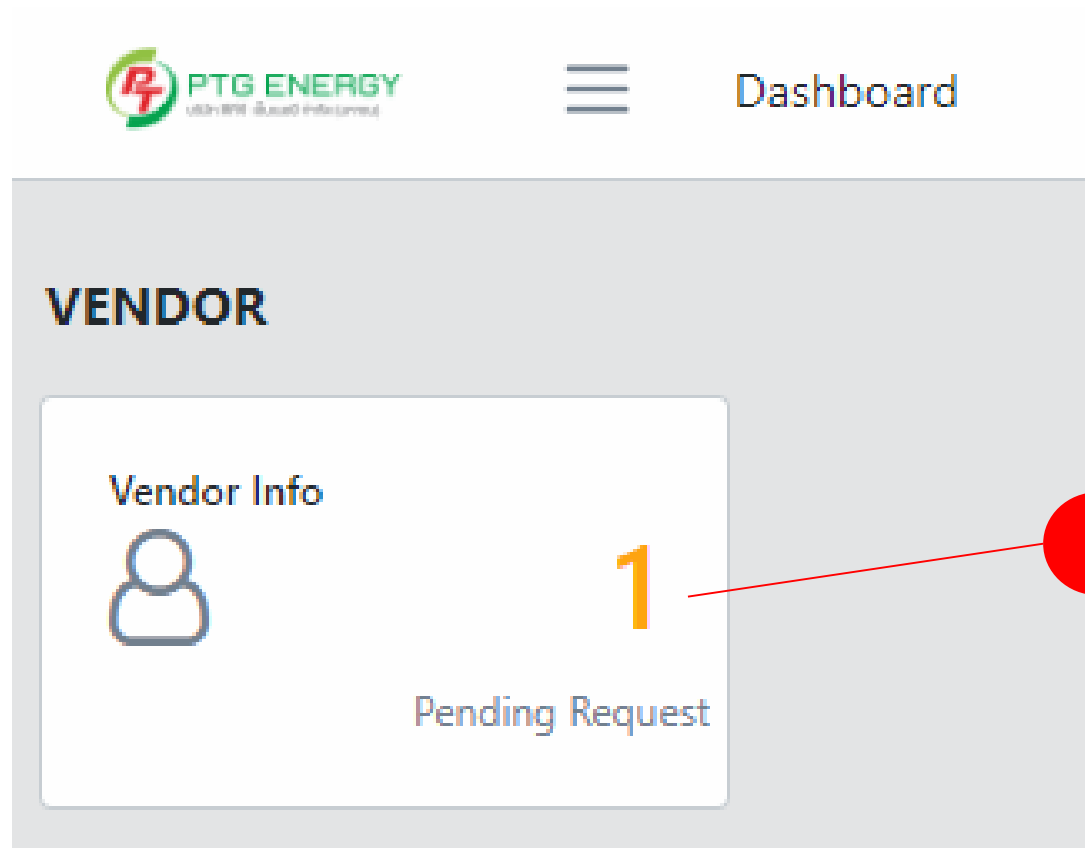 PTG ENERGY
Dashboard
VENDOR
Vendor Info
1
Pending Request